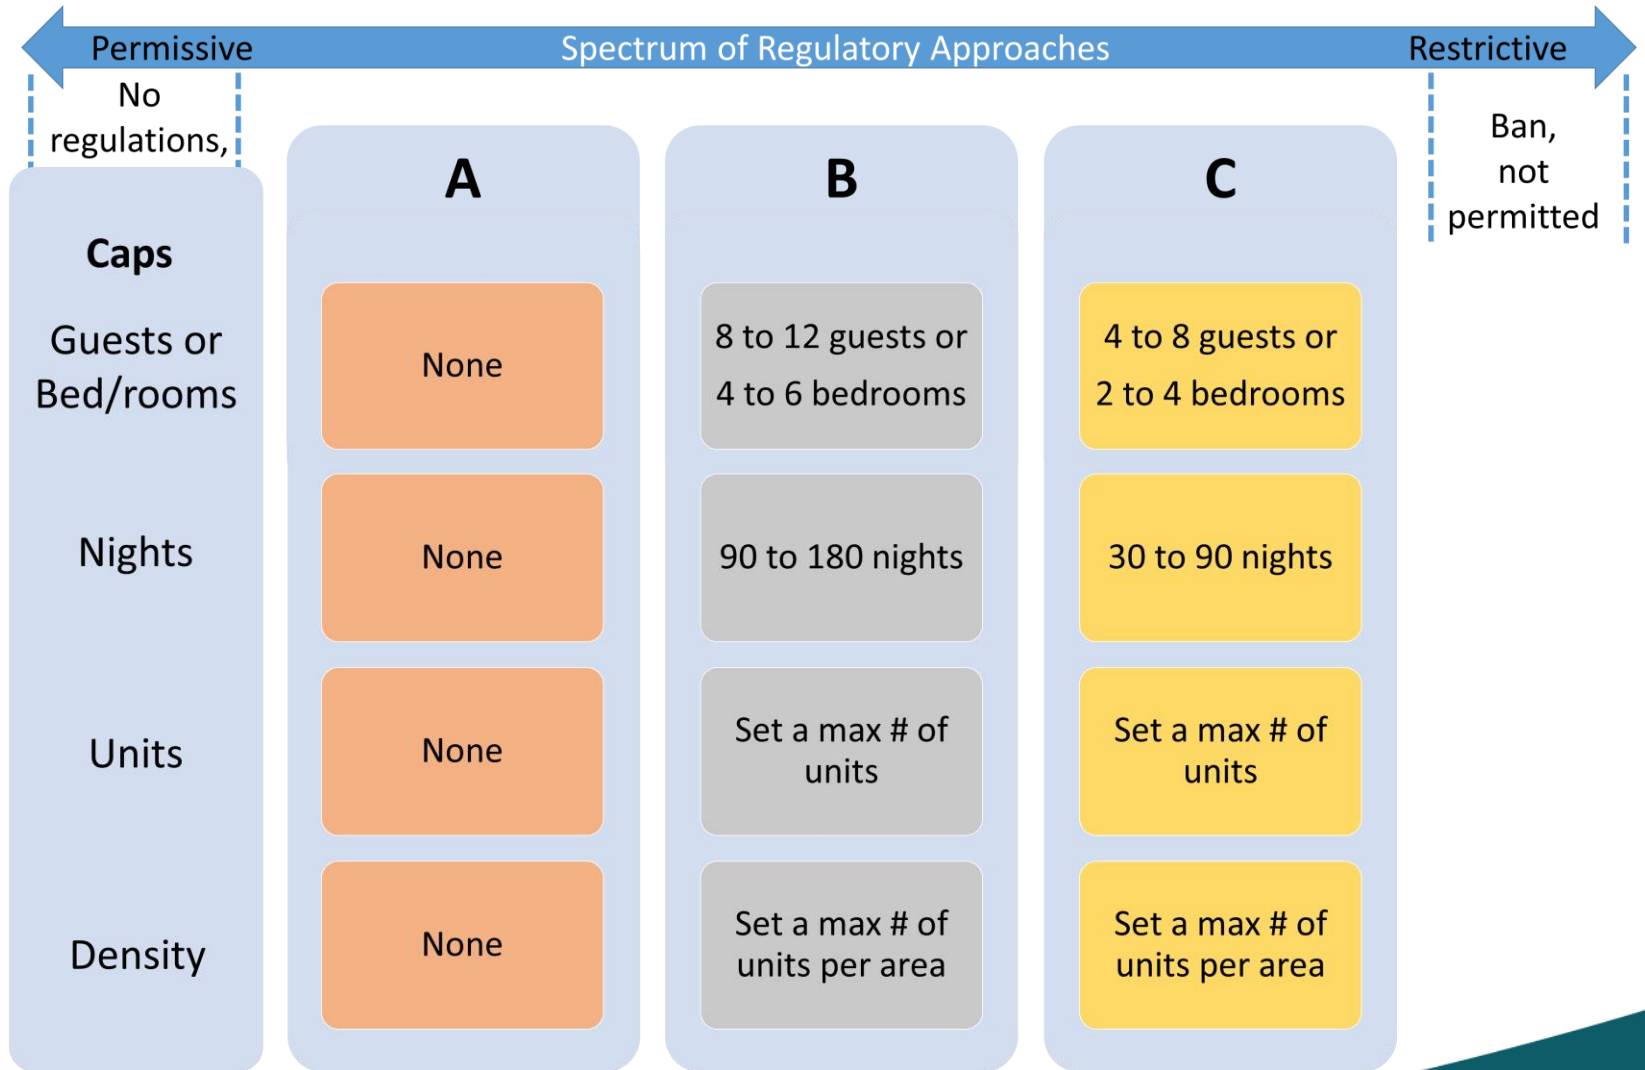 Permissive
Spectrum of Regulatory Approaches
Restrictive
No
regulations,
Ban,
not
permitted
A
B
C
Caps
Guests or
Bed/rooms
None
8 to 12 guests or
4 to 6 bedrooms
4 to 8 guests or
2 to 4 bedrooms
Nights
None
90 to 180 nights
30 to 90 nights
Units
None
Set a max # of
units
Set a max # of
units
Density
None
Set a max # of
units per area
Set a max # of
units per area